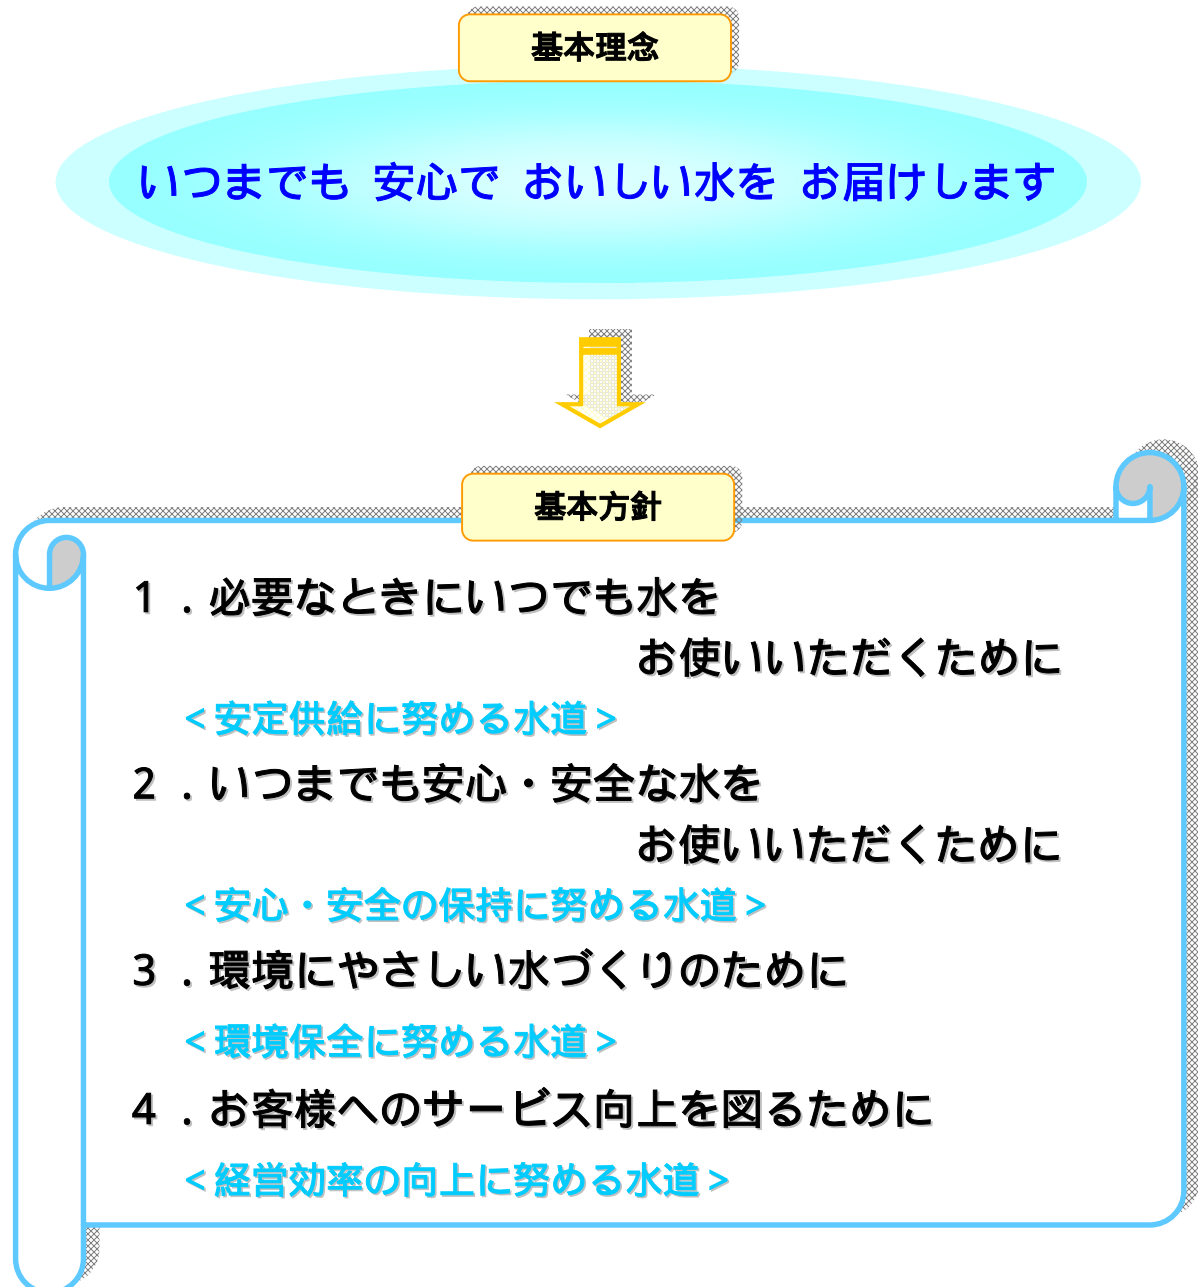 基本理念
いつまでも 安心で おいしい水を お届けします
基本方針
1 . 必要なときにいつでも水を
お使いいただくために
<安定供給に努める水道>
2 . いつまでも安心・安全な水を
お使いいただくために
<安心・安全の保持に努める水道>
3 . 環境にやさしい水づくりのために
<環境保全に努める水道>
4 . お客様へのサービス向上を図るために
<経営効率の向上に努める水道>